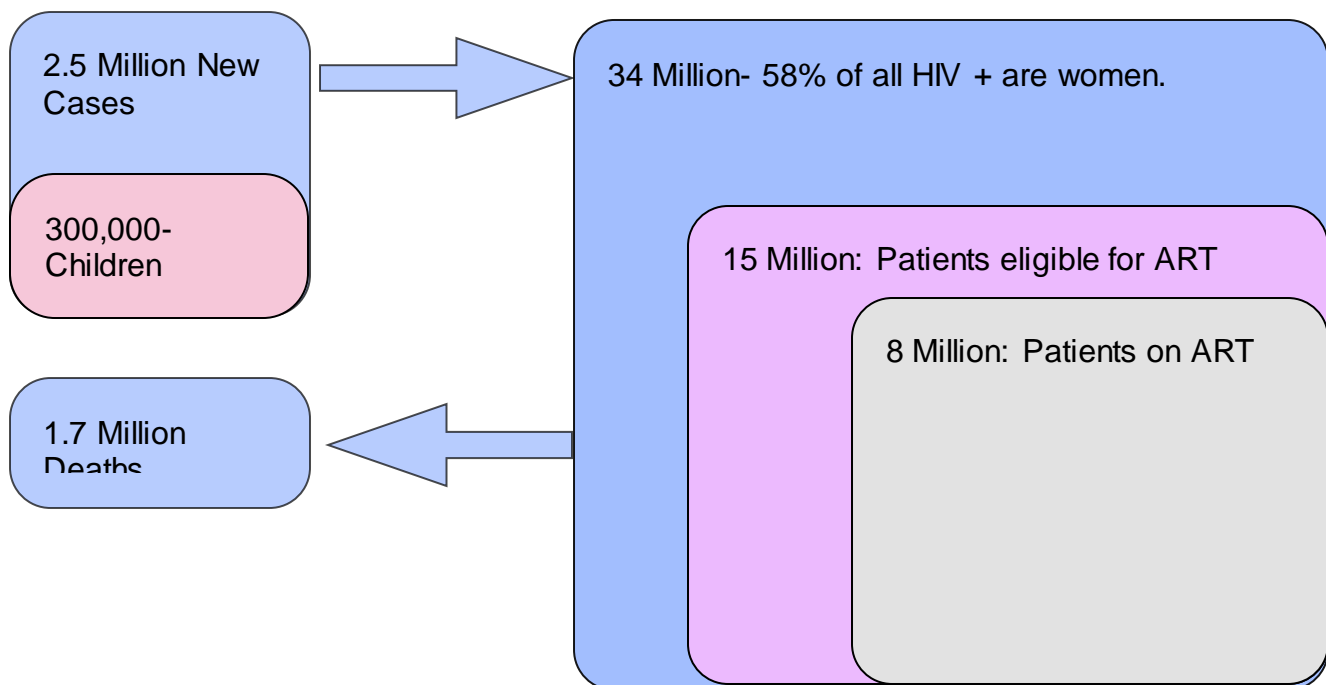 2.5 Million New
Cases
34 Million- 58% of all HIV + are women.
300,000-
Children
15 Million: Patients eligible for ART
8 Million: Patients on ART
1.7 Million
Deaths